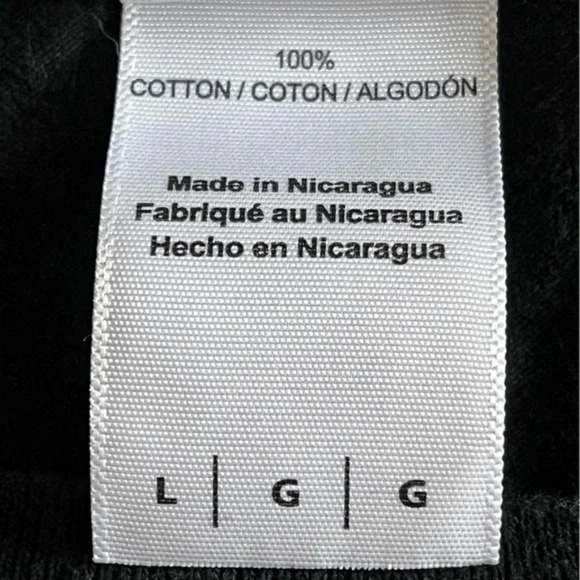 100%
COTTON / COTON / ALGODÓN
Made in Nicaragua
Fabriqué au Nicaragua
Hecho en Nicaragua
L | G | G